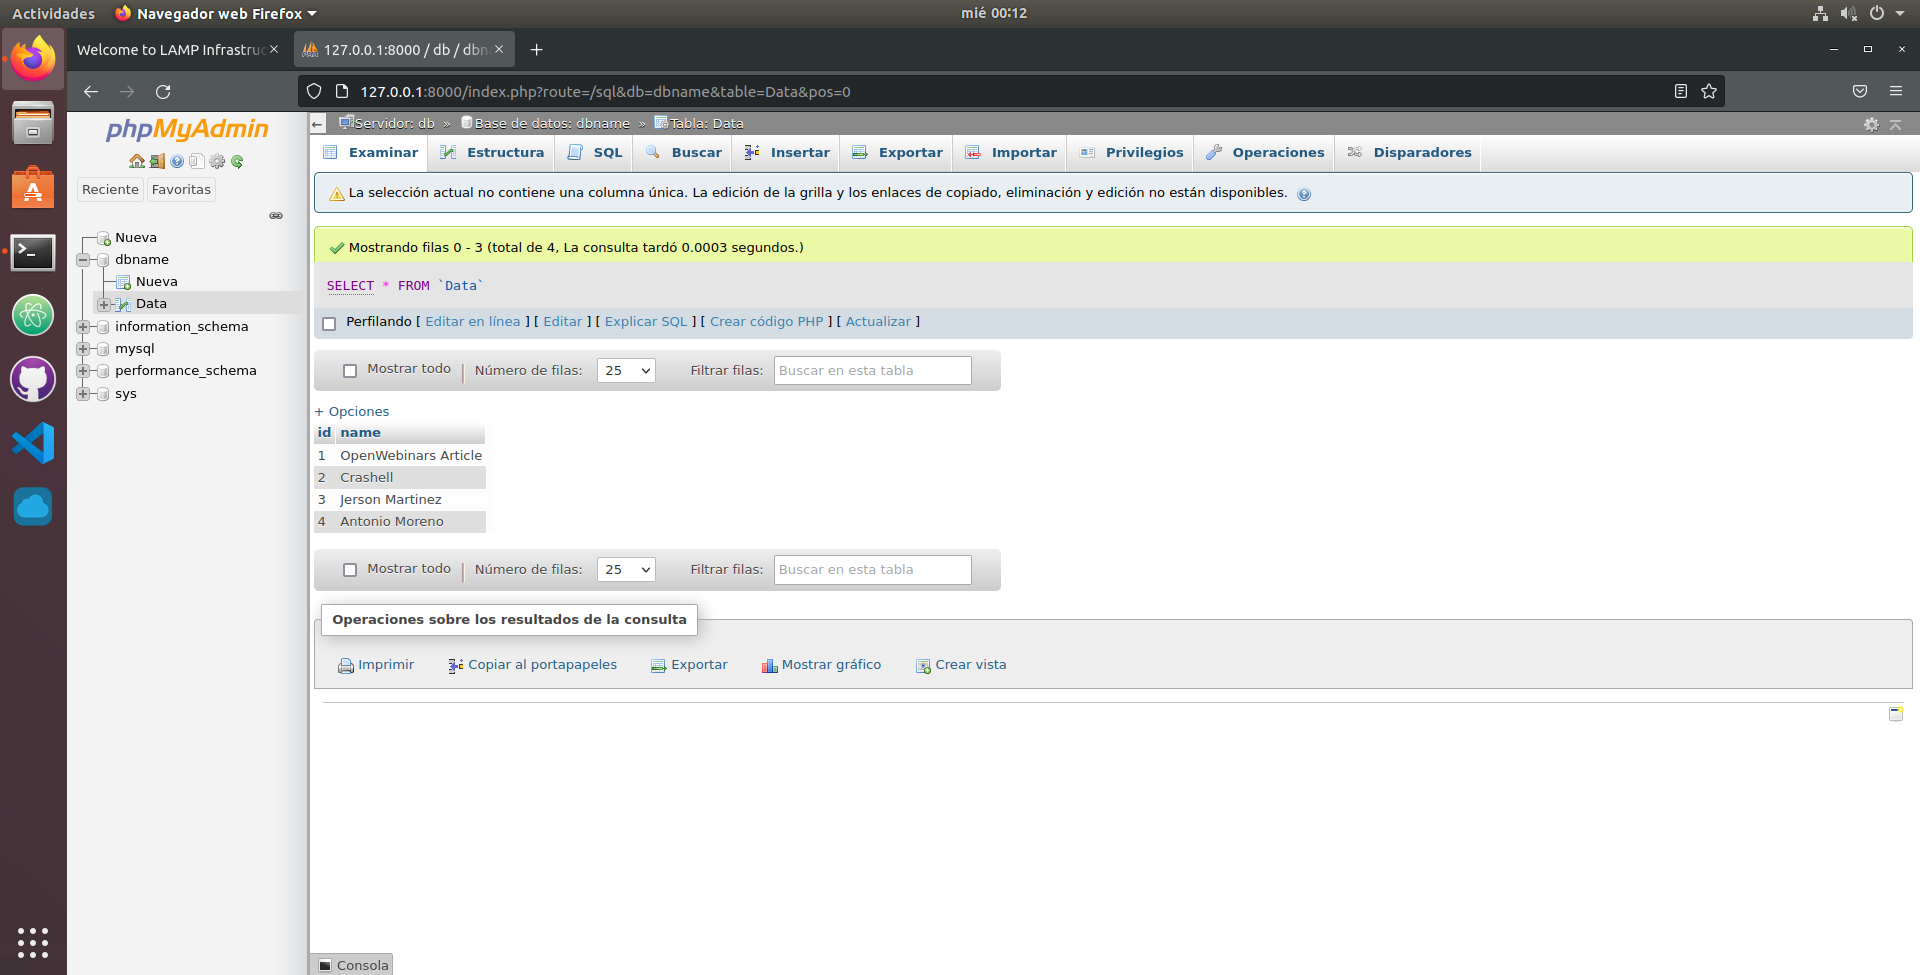 Actividades Navegador web Firefox mié 00:12
Welcome to LAMP Infrastruc 127.0.0.1:8000 / db / dbn
127.0.0.1:8000/index.php?route=/sql&db=dbname&table=Data&pos=0
phpMyAdmin
Reciente Favoritas
Nueva
dbname
Nueva
Data
information_schema
mysql
performance_schema
sys
Servidor: db » Base de datos: dbname » Tabla: Data
Examinar Estructura SQL Buscar Insertar Exportar Importar Privilegios Operaciones Disparadores
La selección actual no contiene una columna única. La edición de la grilla y los enlaces de copiado, eliminación y edición no están disponibles.
Mostrando filas 0 - 3 (total de 4, La consulta tardó 0.0003 segundos.)
SELECT * FROM `Data`
Perfilando [ Editar en línea ] [ Editar ] [ Explicar SQL ] [ Crear código PHP ] [ Actualizar ]
Mostrar todo Número de filas: 25 Filtrar filas: Buscar en esta tabla
+ Opciones
id name
1 OpenWebinars Article
2 Crashell
3 Jerson Martinez
4 Antonio Moreno
Mostrar todo Número de filas: 25 Filtrar filas: Buscar en esta tabla
Operaciones sobre los resultados de la consulta
Imprimir Copiar al portapapeles Exportar Mostrar gráfico Crear vista
Consola